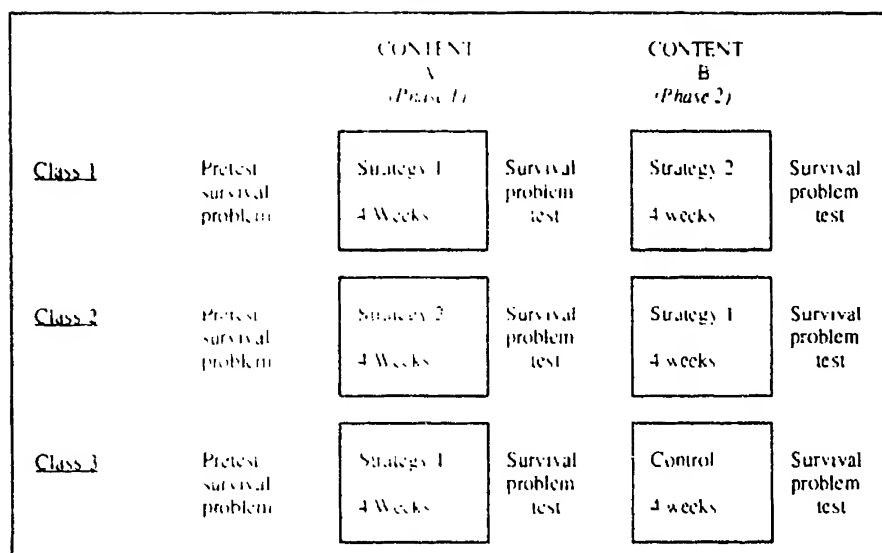 CONTENT A (Phase 1)
CONTENT B (Phase 2)
Class 1
Pretest survival problem
Strategy 1
4 Weeks
Survival problem test
Strategy 2
4 weeks
Survival problem test
Class 2
Pretest survival problem
Strategy 2
4 Weeks
Survival problem test
Strategy 1
4 weeks
Survival problem test
Class 3
Pretest survival problem
Strategy 1
4 Weeks
Survival problem test
Control
4 weeks
Survival problem test